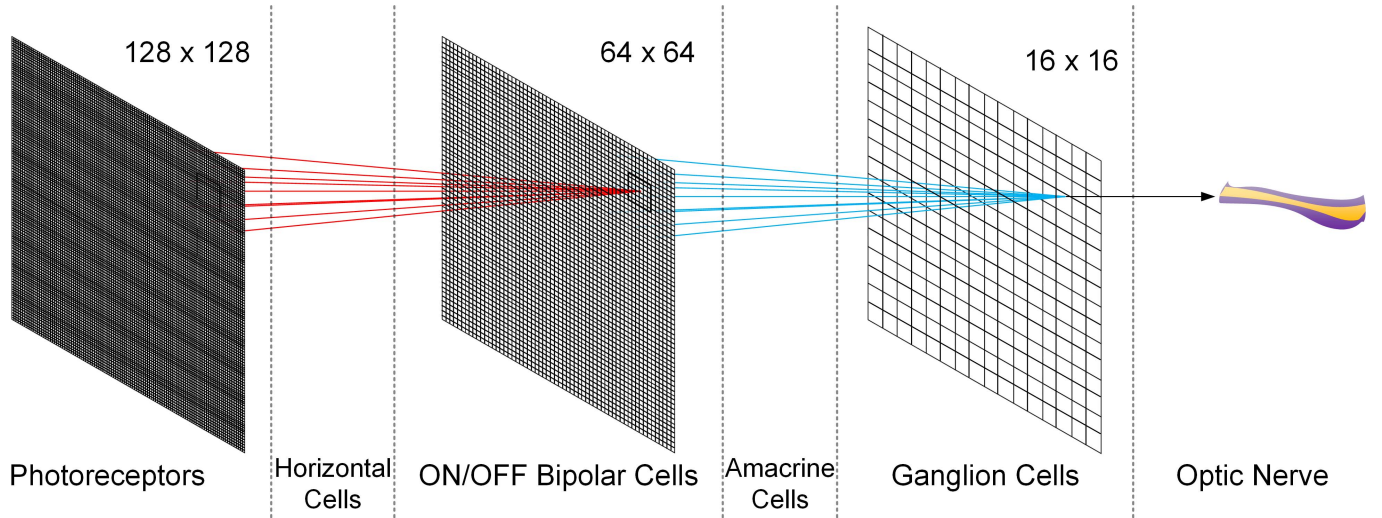 128 x 128
64 x 64
16 x 16
Photoreceptors
Horizontal
Cells
ON/OFF Bipolar Cells
Amacrine
Cells
Ganglion Cells
Optic Nerve